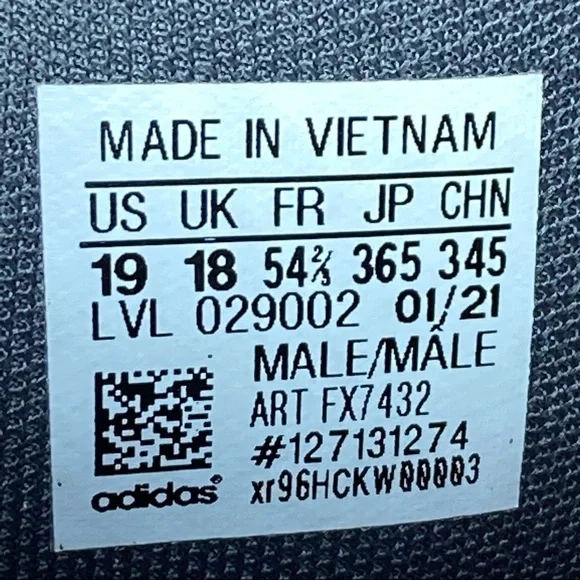 MADE IN VIETNAM
US UK FR JP CHN
19 18 54⅔ 365 345
LVL 029002 01/21
MALE/MÂLE
ART FX7432
#127131274
xr96HCKW00003
adidas®